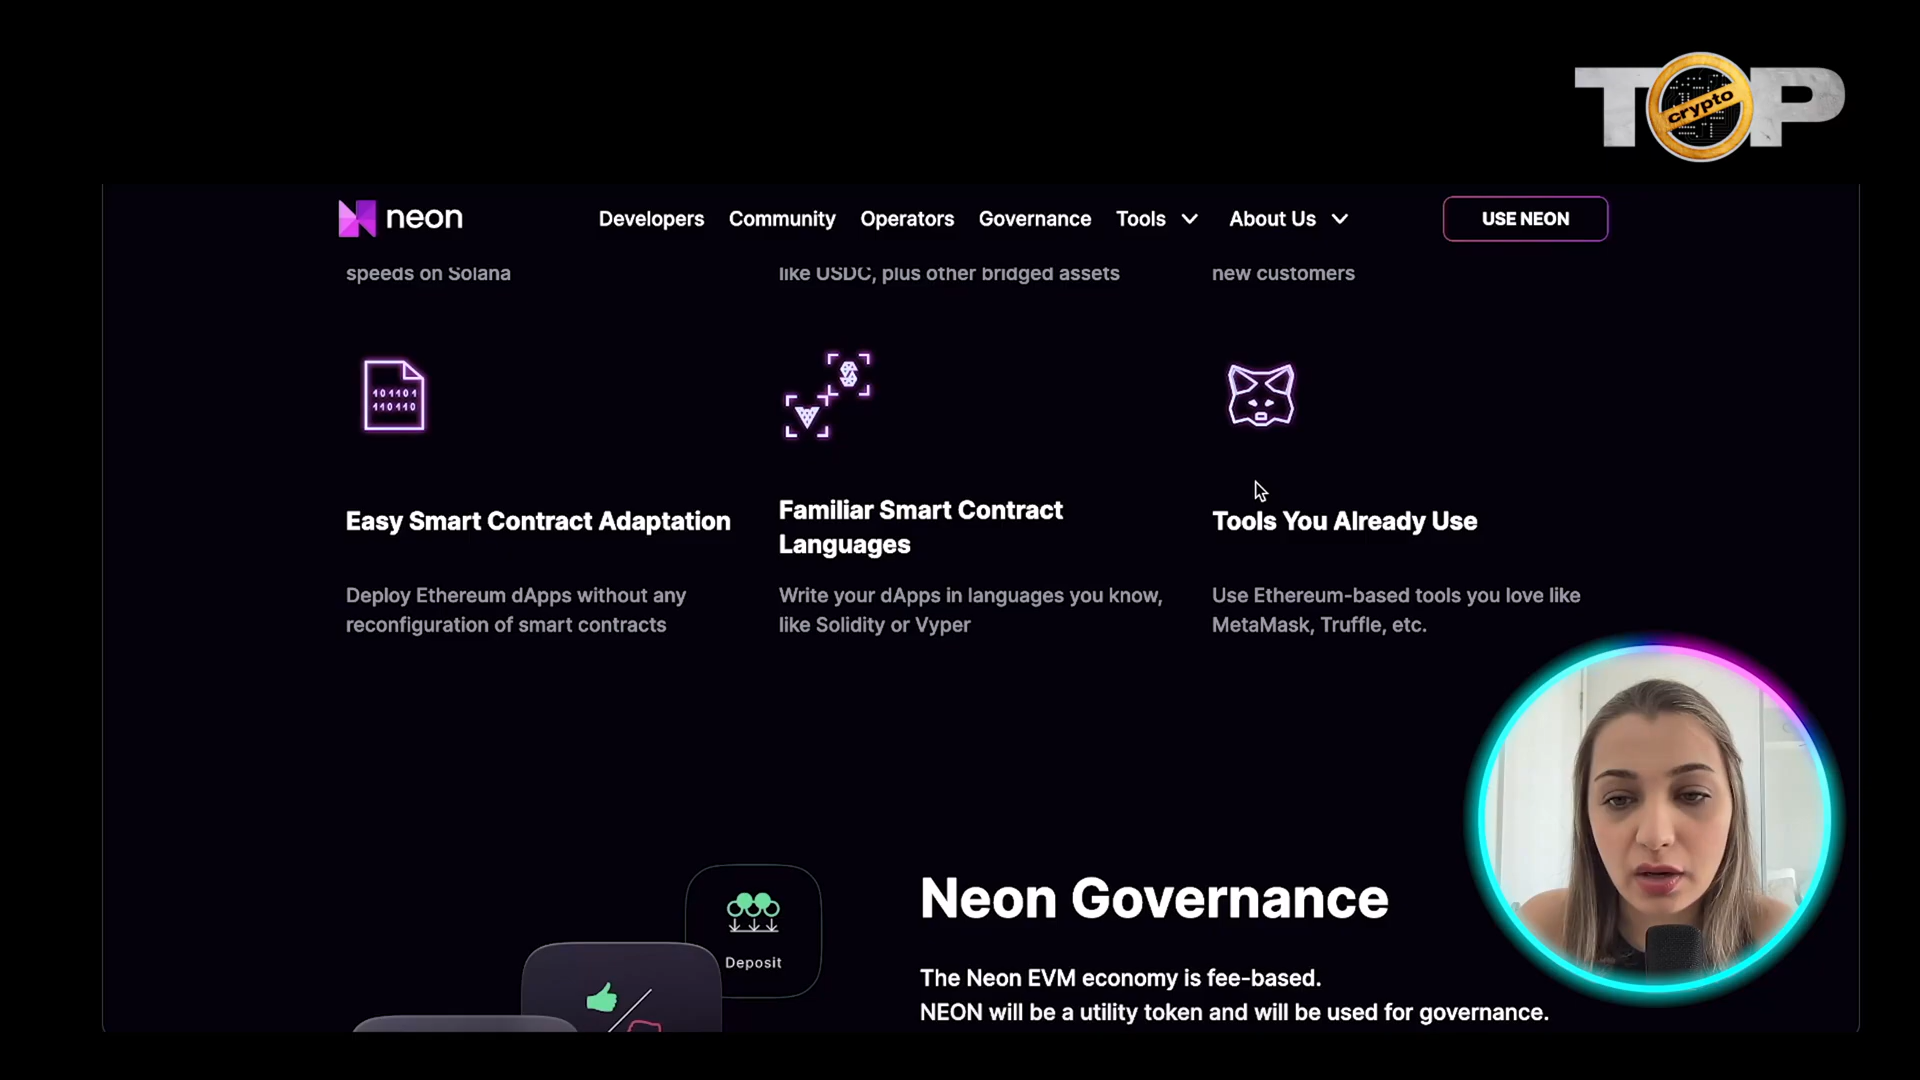 TOP
crypto
neon
Developers Community Operators Governance Tools About Us USE NEON
speeds on Solana
like USDC, plus other bridged assets
new customers
101101
110110
Easy Smart Contract Adaptation
Deploy Ethereum dApps without any
reconfiguration of smart contracts
Familiar Smart Contract
Languages
Write your dApps in languages you know,
like Solidity or Vyper
Tools You Already Use
Use Ethereum-based tools you love like
MetaMask, Truffle, etc.
Deposit
Neon Governance
The Neon EVM economy is fee-based.
NEON will be a utility token and will be used for governance.